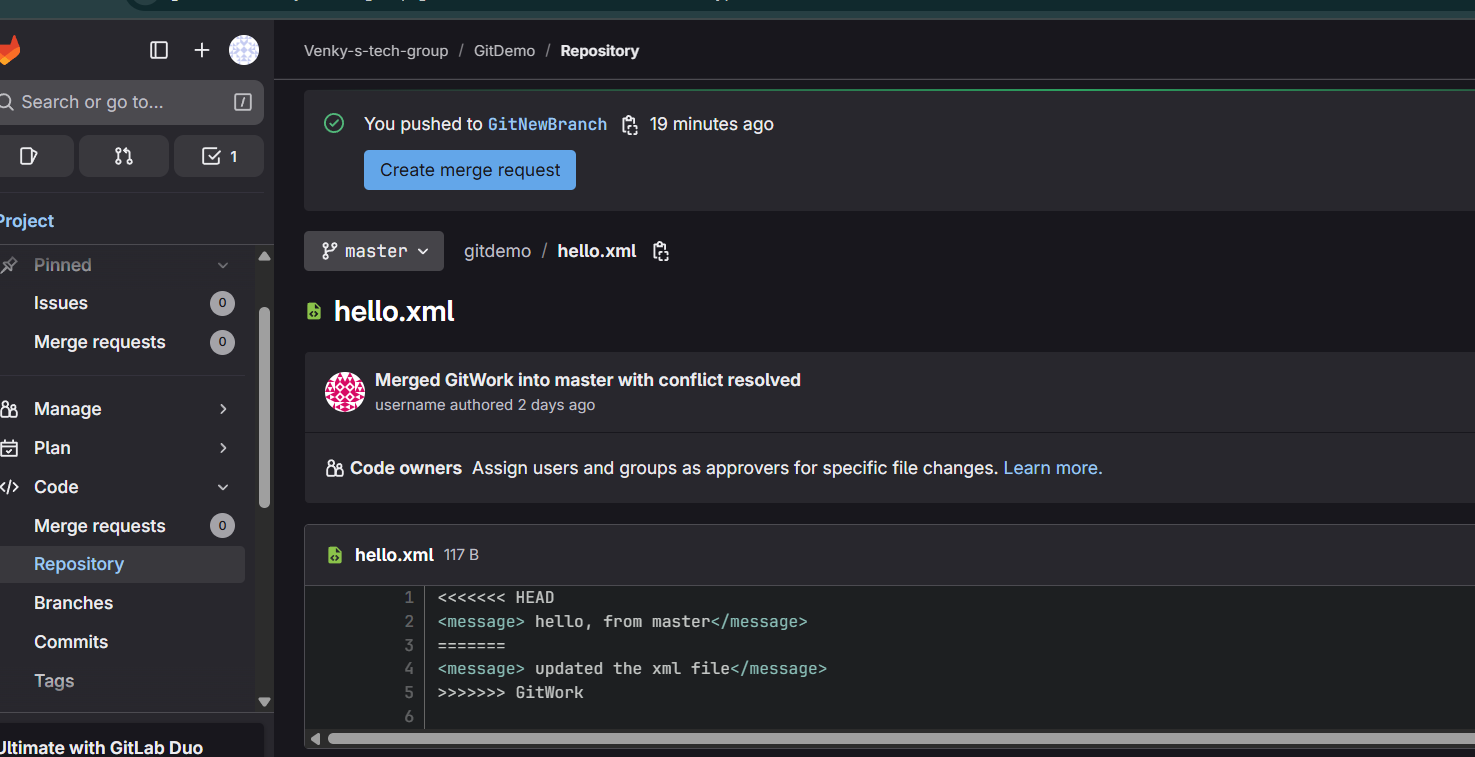 Venky-s-tech-group / GitDemo / Repository
Search or go to... /
1
Project
Pinned
Issues 0
Merge requests 0
Manage
Plan
Code
Merge requests 0
Repository
Branches
Commits
Tags
Ultimate with GitLab Duo
You pushed to GitNewBranch 19 minutes ago
Create merge request
master gitdemo / hello.xml
hello.xml
Merged GitWork into master with conflict resolved
username authored 2 days ago
Code owners Assign users and groups as approvers for specific file changes. Learn more.
hello.xml 117 B
1 <<<<<<< HEAD
2 <message> hello, from master</message>
3 =======
4 <message> updated the xml file</message>
5 >>>>>>> GitWork
6